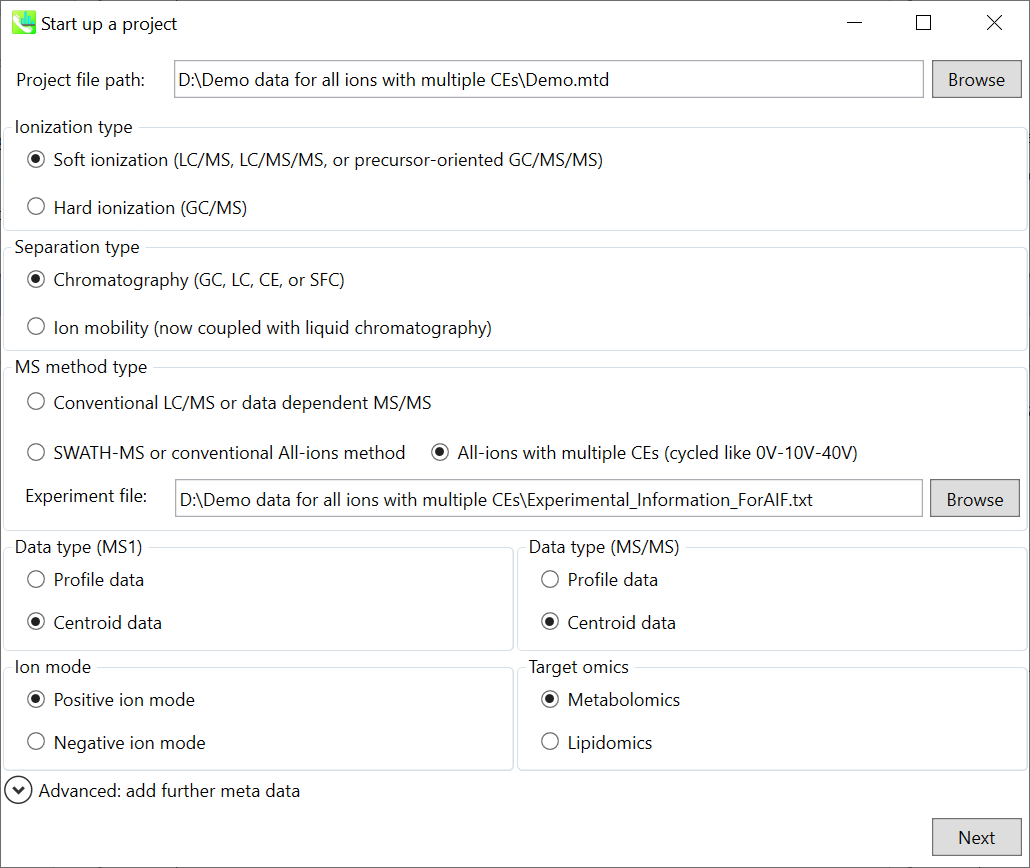 Start up a project
Project file path: D:\Demo data for all ions with multiple CEs\Demo.mtd Browse
Ionization type
Soft ionization (LC/MS, LC/MS/MS, or precursor-oriented GC/MS/MS)
Hard ionization (GC/MS)
Separation type
Chromatography (GC, LC, CE, or SFC)
Ion mobility (now coupled with liquid chromatography)
MS method type
Conventional LC/MS or data dependent MS/MS
SWATH-MS or conventional All-ions method All-ions with multiple CEs (cycled like 0V-10V-40V)
Experiment file: D:\Demo data for all ions with multiple CEs\Experimental_Information_ForAIF.txt Browse
Data type (MS1)
Profile data
Centroid data
Data type (MS/MS)
Profile data
Centroid data
Ion mode
Positive ion mode
Negative ion mode
Target omics
Metabolomics
Lipidomics
Advanced: add further meta data
Next